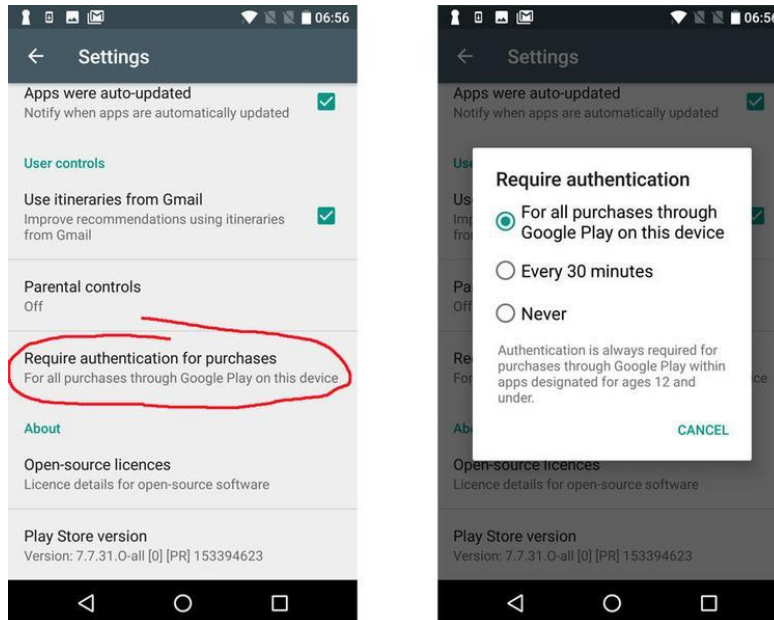 06:56
Settings
Apps were auto-updated
Notify when apps are automatically updated
User controls
Use itineraries from Gmail
Improve recommendations using itineraries
from Gmail
Parental controls
Off
Require authentication for purchases
For all purchases through Google Play on this device
About
Open-source licences
Licence details for open-source software
Play Store version
Version: 7.7.31.O-all [0] [PR] 153394623
06:56
Settings
Apps were auto-updated
Notify when apps are automatically updated
Require authentication
For all purchases through
Google Play on this device
Every 30 minutes
Never
Authentication is always required for
purchases through Google Play within
apps designated for ages 12 and
under.
CANCEL
Open-source licences
Licence details for open-source software
Play Store version
Version: 7.7.31.O-all [0] [PR] 153394623